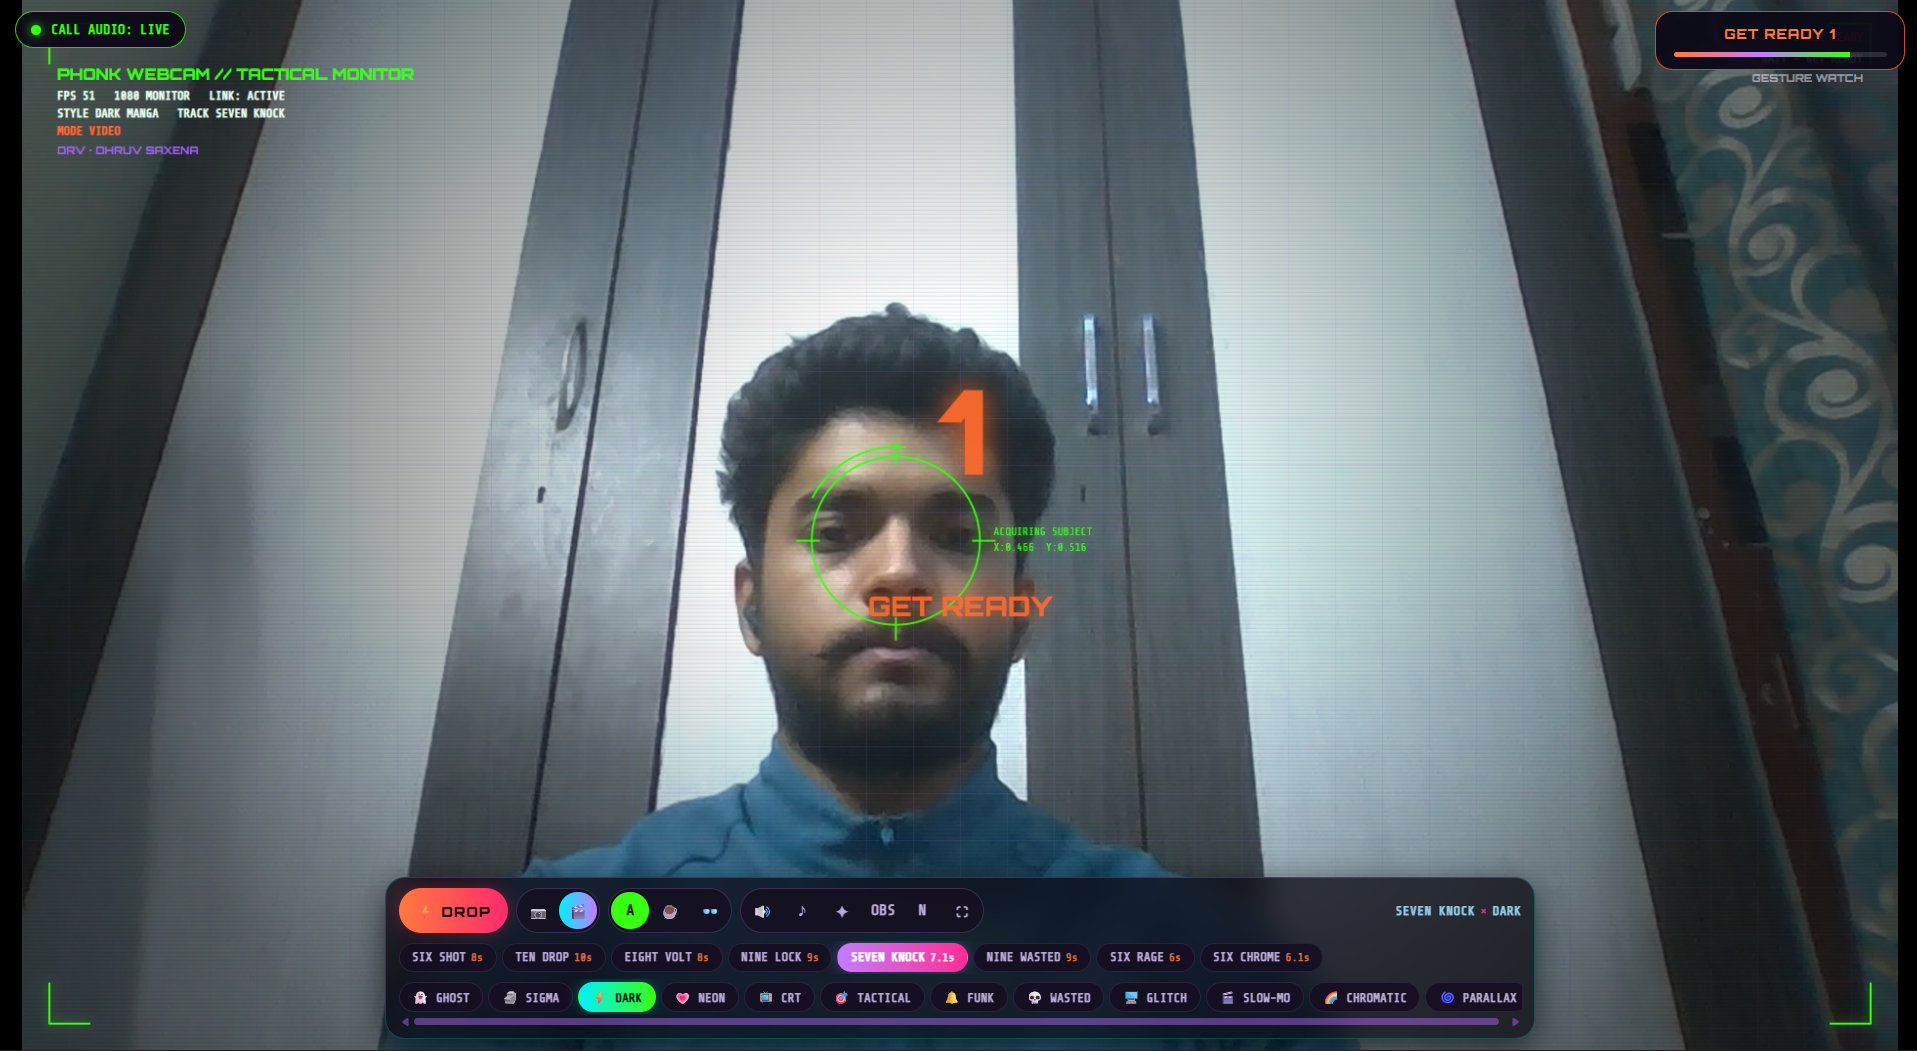 CALL AUDIO: LIVE
GET READY 1
GESTURE WATCH
PHONK WEBCAM // TACTICAL MONITOR
FPS 51 1080 MONITOR LINK: ACTIVE
STYLE DARK MANGA TRACK SEVEN KNOCK
MODE VIDEO
DRV - DHRUV SAXENA
1
ACQUIRING SUBJECT
X:0.466 Y:0.516
GET READY
DROP
A
OBS
N
SEVEN KNOCK × DARK
SIX SHOT 8s
TEN DROP 10s
EIGHT VOLT 8s
NINE LOCK 9s
SEVEN KNOCK 7.1s
NINE WASTED 9s
SIX RAGE 6s
SIX CHROME 6.1s
GHOST
SIGMA
DARK
NEON
CRT
TACTICAL
FUNK
WASTED
GLITCH
SLOW-MO
CHROMATIC
PARALLAX